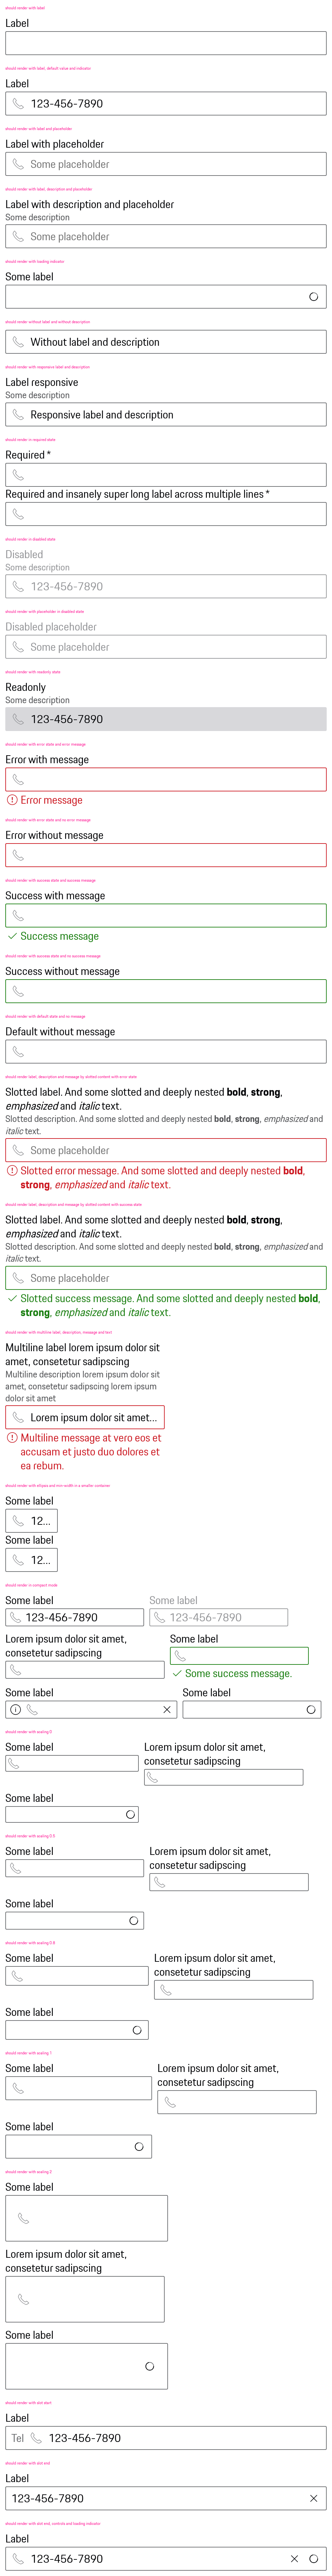 should render with label
Label
should render with label, default value and indicator
Label
123-456-7890
should render with label and placeholder
Label with placeholder
Some placeholder
should render with label, description and placeholder
Label with description and placeholder
Some description
Some placeholder
should render with loading indicator
Some label
should render without label and without description
Without label and description
should render with responsive label and description
Label responsive
Some description
Responsive label and description
should render in required state
Required *
Required and insanely super long label across multiple lines *
should render in disabled state
Disabled
Some description
123-456-7890
should render with placeholder in disabled state
Disabled placeholder
Some placeholder
should render with readonly state
Readonly
Some description
123-456-7890
should render with error state and error message
Error with message
Error message
should render with error state and no error message
Error without message
should render with success state and success message
Success with message
Success message
should render with success state and no success message
Success without message
should render with default state and no message
Default without message
should render label, description and message by slotted content with error state
Slotted label. And some slotted and deeply nested bold, strong,
emphasized and italic text.
Slotted description. And some slotted and deeply nested bold, strong, emphasized and
italic text.
Some placeholder
Slotted error message. And some slotted and deeply nested bold,
strong, emphasized and italic text.
should render label, description and message by slotted content with success state
Slotted label. And some slotted and deeply nested bold, strong,
emphasized and italic text.
Slotted description. And some slotted and deeply nested bold, strong, emphasized and
italic text.
Some placeholder
Slotted success message. And some slotted and deeply nested bold,
strong, emphasized and italic text.
should render with multiline label, description, message and text
Multiline label lorem ipsum dolor sit
amet, consetetur sadipscing
Multiline description lorem ipsum dolor sit
amet, consetetur sadipscing lorem ipsum
dolor sit amet
Lorem ipsum dolor sit amet...
Multiline message at vero eos et
accusam et justo duo dolores et
ea rebum.
should render with ellipsis and min-width in a smaller container
Some label
12...
Some label
12...
should render in compact mode
Some label
123-456-7890
Some label
123-456-7890
Lorem ipsum dolor sit amet,
consetetur sadipscing
Some label
Some success message.
Some label
Some label
should render with scaling 0
Some label
Lorem ipsum dolor sit amet,
consetetur sadipscing
Some label
should render with scaling 0.5
Some label
Lorem ipsum dolor sit amet,
consetetur sadipscing
Some label
should render with scaling 0.8
Some label
Lorem ipsum dolor sit amet,
consetetur sadipscing
Some label
should render with scaling 1
Some label
Lorem ipsum dolor sit amet,
consetetur sadipscing
Some label
should render with scaling 2
Some label
Lorem ipsum dolor sit amet,
consetetur sadipscing
Some label
should render with slot start
Label
Tel 123-456-7890
should render with slot end
Label
123-456-7890
should render with slot end, controls and loading indicator
Label
123-456-7890